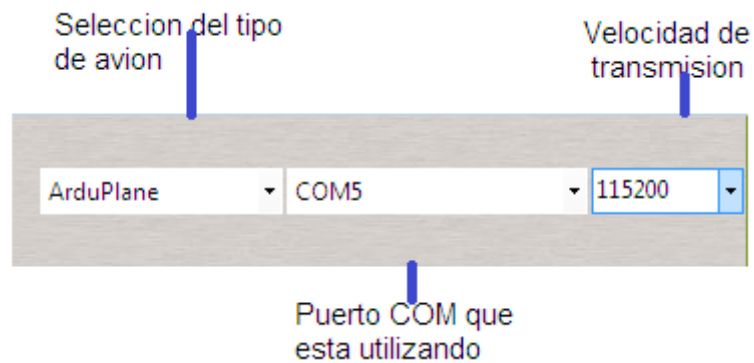 Seleccion del tipo
de avion
Velocidad de
transmision
ArduPlane
COM5
115200
Puerto COM que
esta utilizando